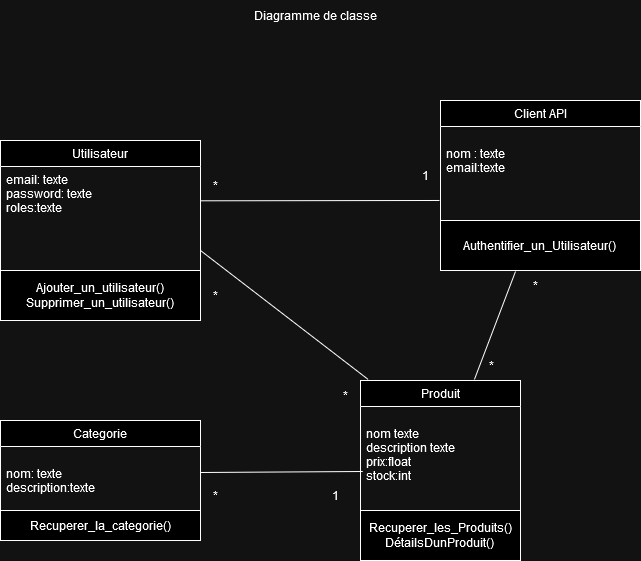 Diagramme de classe
Client API
nom : texte
email:texte
Authentifier_un_Utilisateur()
Utilisateur
email: texte
password: texte
roles:texte
Ajouter_un_utilisateur()
Supprimer_un_utilisateur()
*
1
*
*
*
*
Produit
nom texte
description texte
prix:float
stock:int
Recuperer_les_Produits()
DétailsDunProduit()
Categorie
nom: texte
description:texte
Recuperer_la_categorie()
*
1